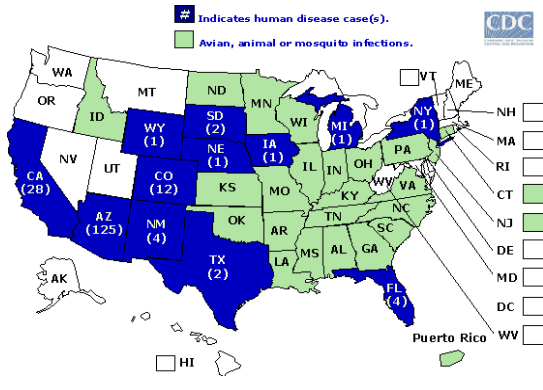 # Indicates human disease case(s).
Avian, animal or mosquito infections.
CDC
WA
MT
ND
MN
VT
ME
OR
ID
WY
(1)
SD
(2)
WI
MI
(1)
NY
(1)
NH
MA
RI
CT
NJ
DE
MD
DC
WV
NV
UT
CO
(12)
NE
(1)
IA
(1)
IL
IN
OH
PA
WV
VA
CA
(28)
AZ
(125)
NM
(4)
KS
MO
KY
OK
AR
TN
NC
SC
TX
(2)
LA
MS
AL
GA
FL
(4)
AK
HI
Puerto Rico